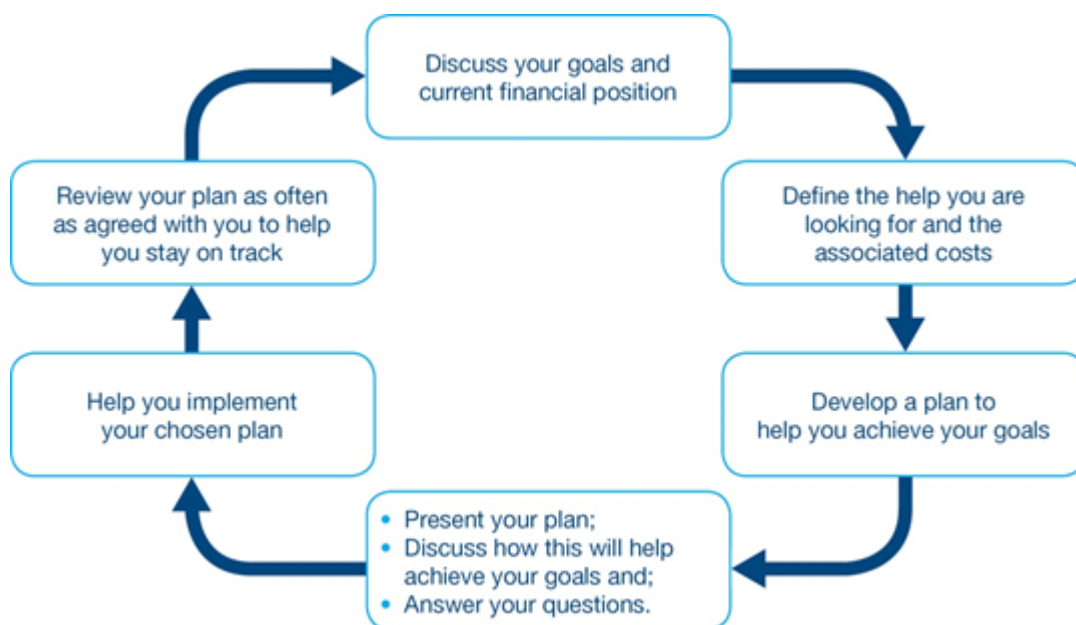 Discuss your goals and
current financial position
Define the help you are
looking for and the
associated costs
Develop a plan to
help you achieve your goals
• Present your plan;
• Discuss how this will help
achieve your goals and;
• Answer your questions.
Help you implement
your chosen plan
Review your plan as often
as agreed with you to help
you stay on track